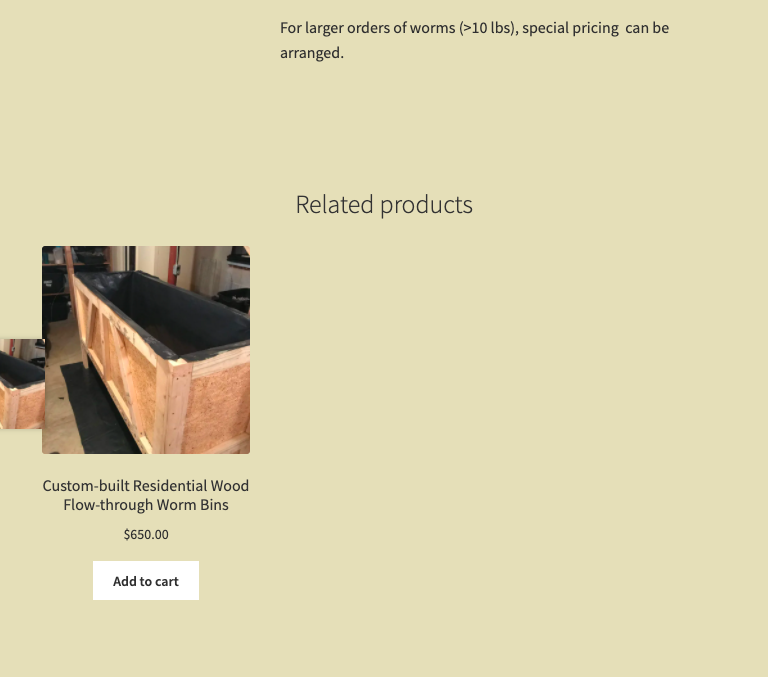 For larger orders of worms (>10 lbs), special pricing  can be
arranged.
Related products
Custom-built Residential Wood
Flow-through Worm Bins
$650.00
Add to cart